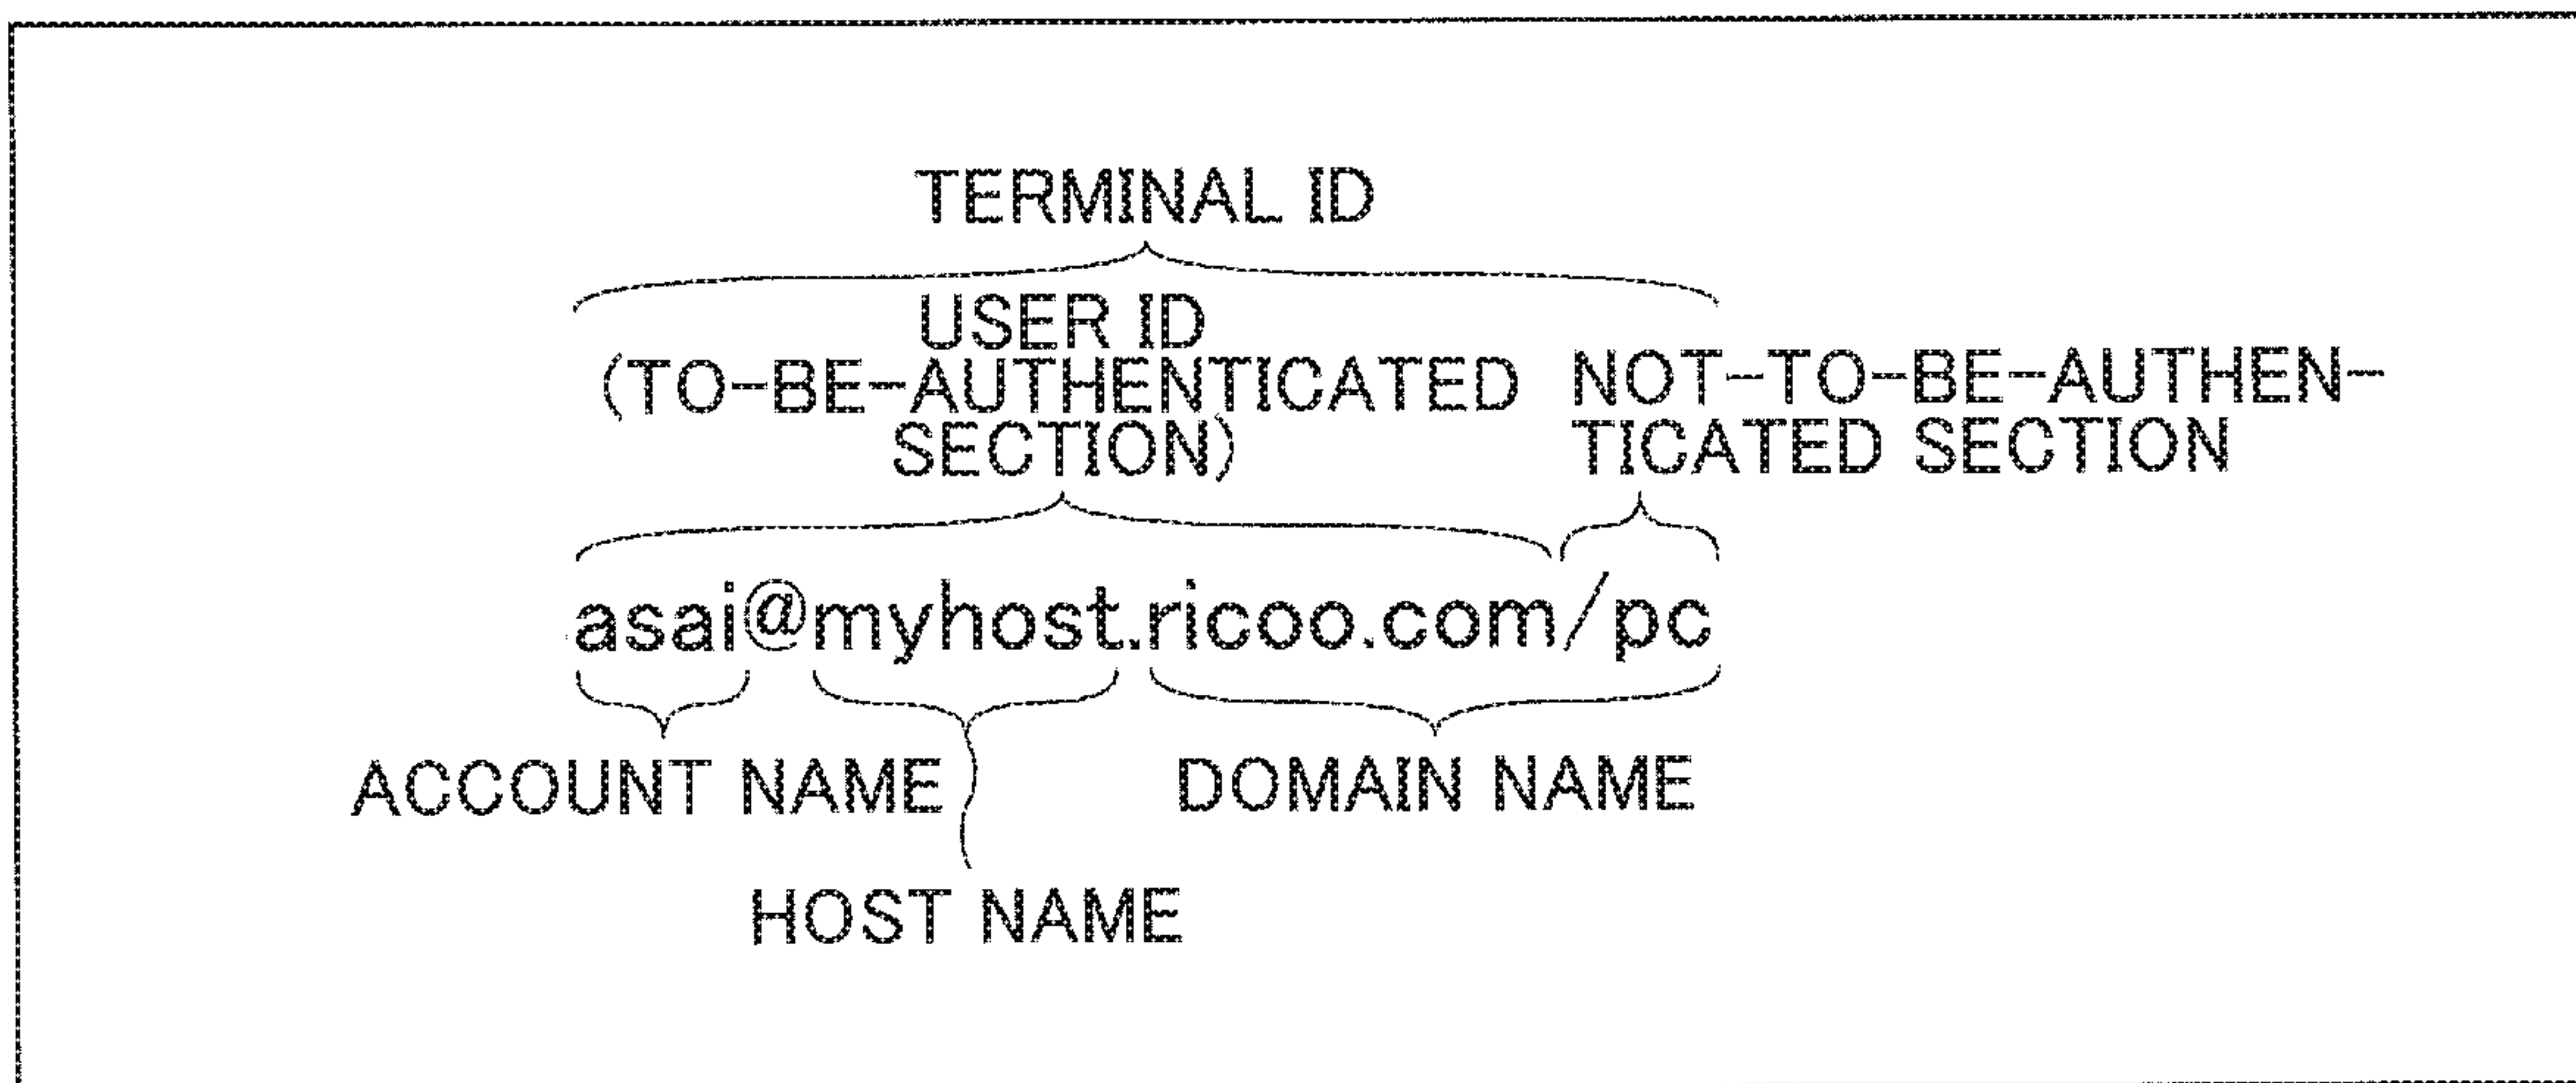 TERMINAL ID
USER ID
(TO-BE-AUTHENTICATED
SECTION)
NOT-TO-BE-AUTHEN-
TICATED SECTION
asai@myhost.ricoo.com/pc
ACCOUNT NAME
DOMAIN NAME
HOST NAME